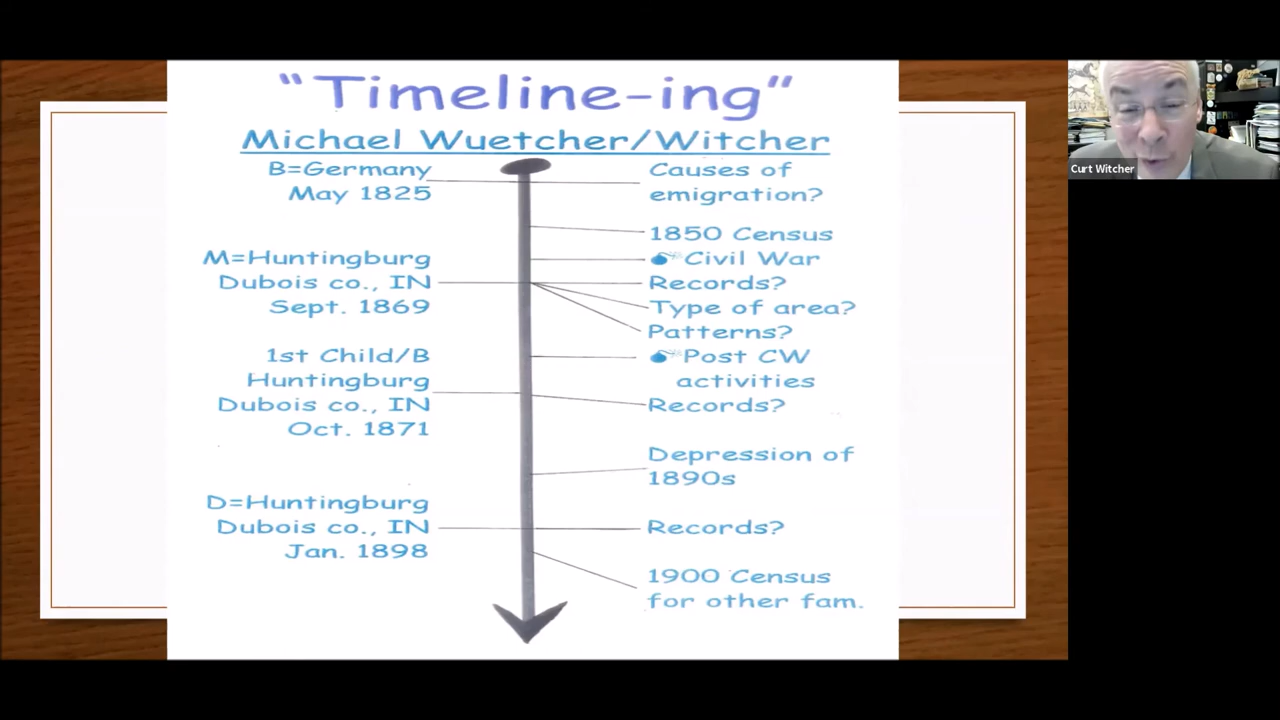 "Timeline-ing"
Michael Wuetcher/Witcher
B=Germany
May 1825
Causes of
emigration?
1850 Census
Civil War
M=Huntingburg
Dubois co., IN
Sept. 1869
Records?
Type of area?
Patterns?
Post CW
activities
1st Child/B
Huntingburg
Dubois co., IN
Oct. 1871
Records?
Depression of
1890s
D=Huntingburg
Dubois co., IN
Jan. 1898
Records?
1900 Census
for other fam.
Curt Witcher